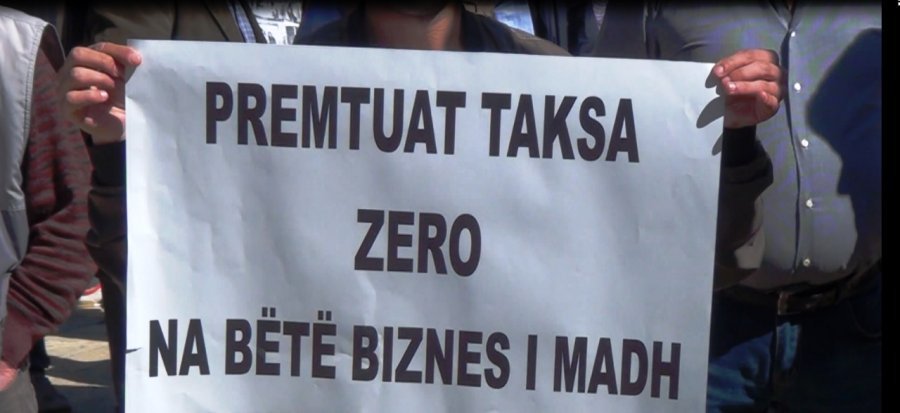 PREMTUAT TAKSA
ZERO
NA BËTË BIZNES I MADH